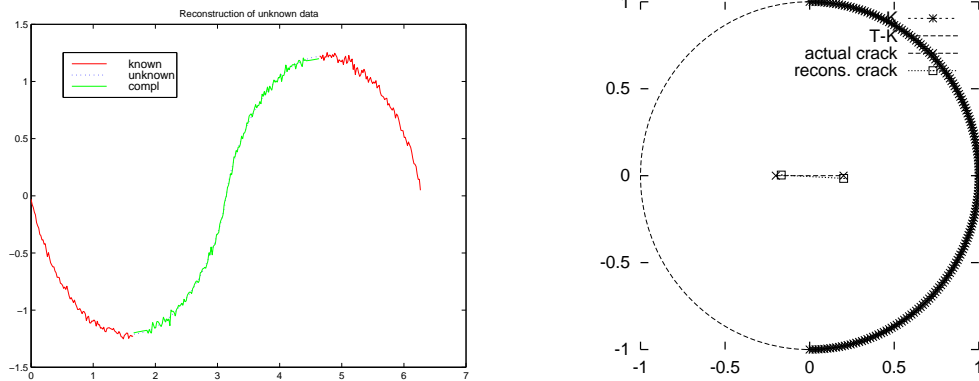 Reconstruction of unknown data
1.5
1
0.5
0
−0.5
−1
−1.5
0 1 2 3 4 5 6 7
known
unknown
compl
1
0.5
0
-0.5
-1
-1 -0.5 0 0.5 1
K
T-K
actual crack
recons. crack